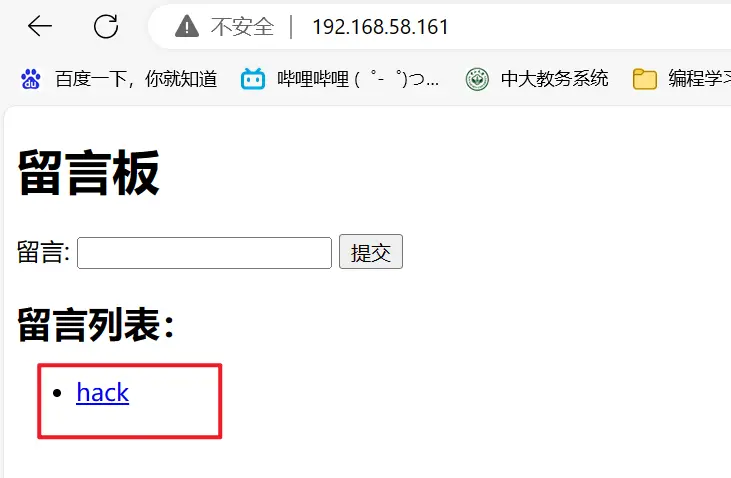 不安全 | 192.168.58.161
百度一下，你就知道 哔哩哔哩 (゜-゜)つ... 中大教务系统 编程学习
留言板
留言: 提交
留言列表：
hack